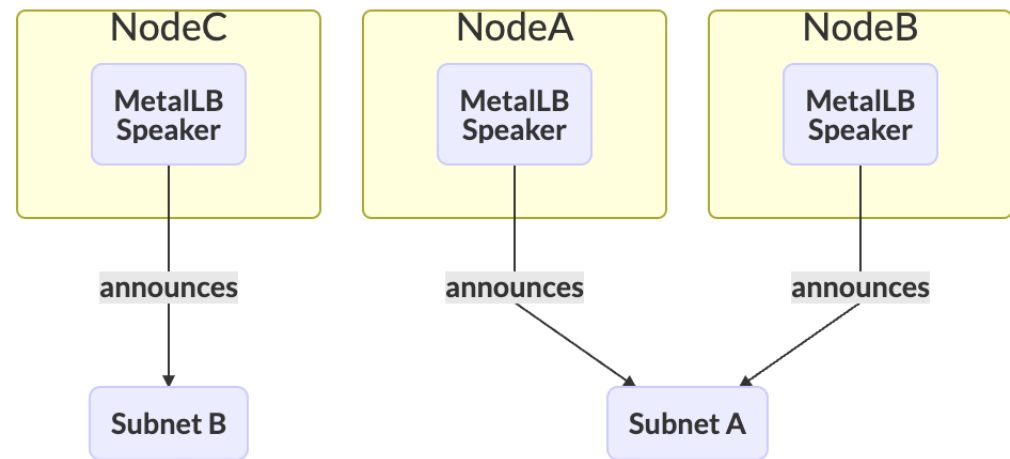 NodeC
NodeA
NodeB
MetalLB
Speaker
MetalLB
Speaker
MetalLB
Speaker
announces
announces
announces
Subnet B
Subnet A